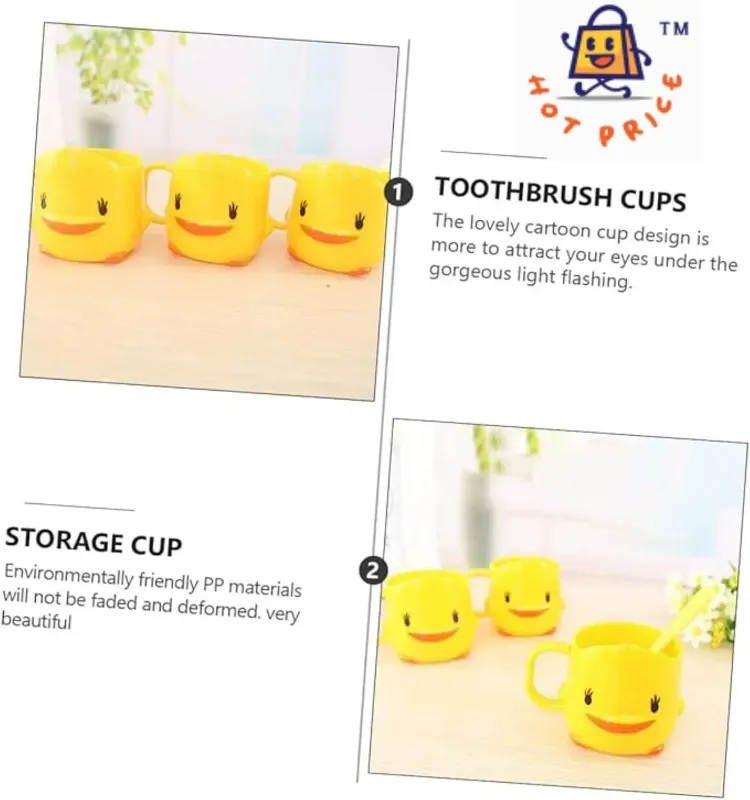 TM
HOT PRICE
1
TOOTHBRUSH CUPS
The lovely cartoon cup design is
more to attract your eyes under the
gorgeous light flashing.
STORAGE CUP
Environmentally friendly PP materials
will not be faded and deformed. very
beautiful
2